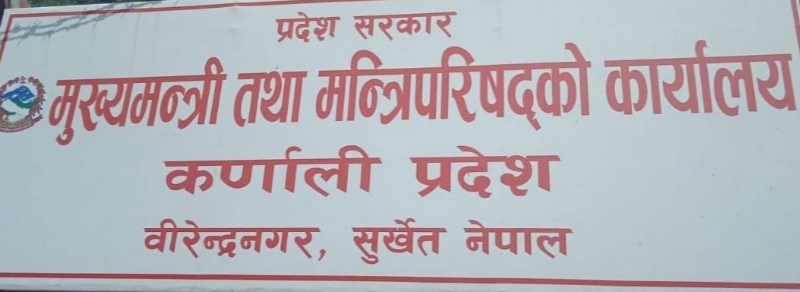 प्रदेश सरकार
मुख्यमन्त्री तथा मन्त्रिपरिषद्को कार्यालय
कर्णाली प्रदेश
वीरेन्द्रनगर, सुर्खेत नेपाल